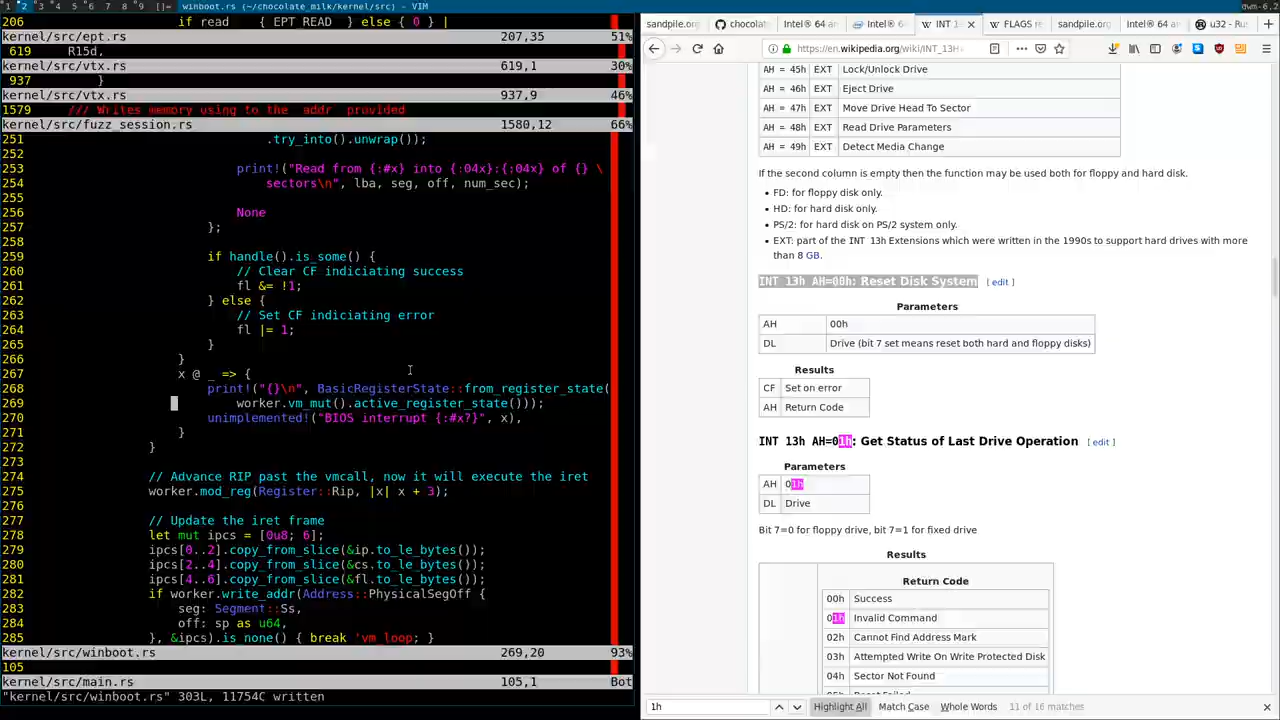 1 2 3 4 5 6 7 8 9 []= winboot.rs (~/chocolate_milk/kernel/src) - VIM dwm-6.2
206 if read { EPT_READ } else { 0 } |
kernel/src/ept.rs 207,35 51%
619 R15d,
kernel/src/vtx.rs 619,1 30%
937 }
kernel/src/vtx.rs 937,9 46%
1579 /// Writes memory using to the `addr` provided
kernel/src/fuzz_session.rs 1580,12 66%
251 .try_into().unwrap());
252
253 print!("Read from {:#x} into {:04x}:{:04x} of {} \
254 sectors\n", lba, seg, off, num_sec);
255
256 None
257 };
258
259 if handle().is_some() {
260 // Clear CF indiciating success
261 fl &= !1;
262 } else {
263 // Set CF indiciating error
264 fl |= 1;
265 }
266 }
267 x @ _ => {
268 print!("{}\n", BasicRegisterState::from_register_state(
269 worker.vm_mut().active_register_state()));
270 unimplemented!("BIOS interrupt {:#x?}", x),
271 }
272 }
273
274 // Advance RIP past the vmcall, now it will execute the iret
275 worker.mod_reg(Register::Rip, |x| x + 3);
276
277 // Update the iret frame
278 let mut ipcs = [0u8; 6];
279 ipcs[0..2].copy_from_slice(&ip.to_le_bytes());
280 ipcs[2..4].copy_from_slice(&cs.to_le_bytes());
281 ipcs[4..6].copy_from_slice(&fl.to_le_bytes());
282 if worker.write_addr(Address::PhysicalSegOff {
283 seg: Segment::Ss,
284 off: sp as u64,
285 }, &ipcs).is_none() { break 'vm_loop; }
kernel/src/winboot.rs 269,20 93%
105
kernel/src/main.rs 105,1 Bot
"kernel/src/winboot.rs" 303L, 11754C written
sandpile.org chocolat Intel® 64 an Intel® 64 INT 1 FLAGS r sandpile.org Intel® 64 an u32 - Rus
https://en.wikipedia.org/wiki/INT_13H
AH = 45h EXT Lock/Unlock Drive
AH = 46h EXT Eject Drive
AH = 47h EXT Move Drive Head To Sector
AH = 48h EXT Read Drive Parameters
AH = 49h EXT Detect Media Change
If the second column is empty then the function may be used both for floppy and hard disk.
• FD: for floppy disk only.
• HD: for hard disk only.
• PS/2: for hard disk on PS/2 system only.
• EXT: part of the INT 13h Extensions which were written in the 1990s to support hard drives with more
than 8 GB.
INT 13h AH=00h: Reset Disk System [ edit ]
Parameters
AH 00h
DL Drive (bit 7 set means reset both hard and floppy disks)
Results
CF Set on error
AH Return Code
INT 13h AH=01h: Get Status of Last Drive Operation [ edit ]
Parameters
AH 01h
DL Drive
Bit 7=0 for floppy drive, bit 7=1 for fixed drive
Results
Return Code
00h Success
01h Invalid Command
02h Cannot Find Address Mark
03h Attempted Write On Write Protected Disk
04h Sector Not Found
1h Highlight All Match Case Whole Words 11 of 16 matches